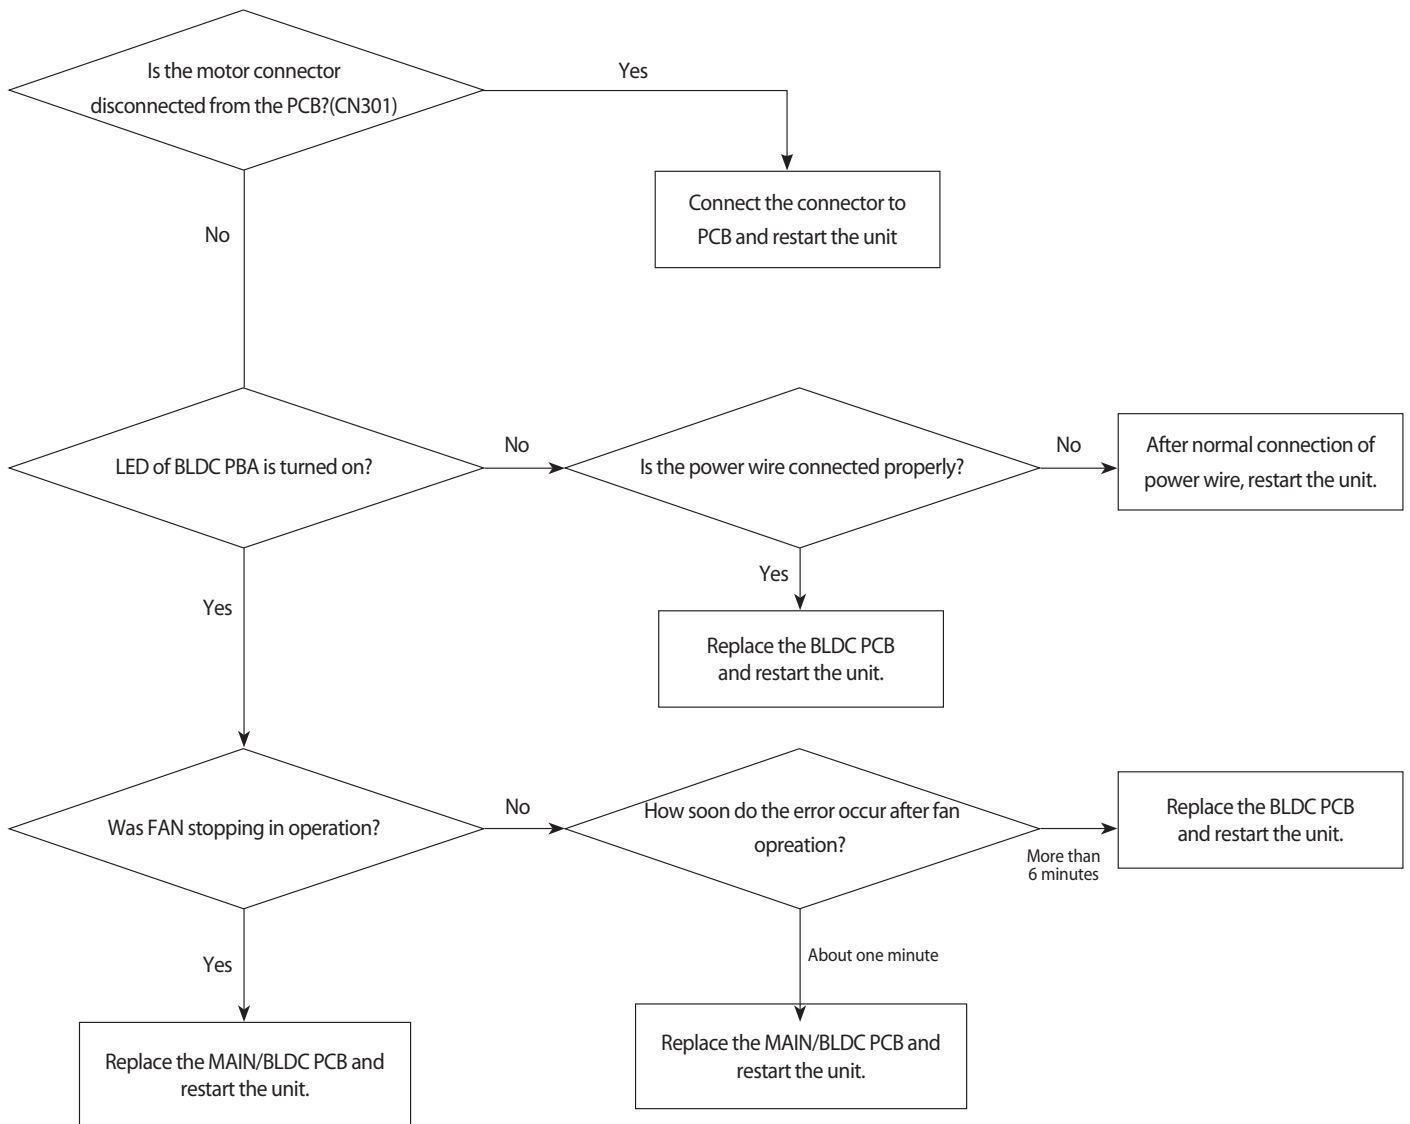 Is the motor connector
disconnected from the PCB?(CN301)
Yes
Connect the connector to
PCB and restart the unit
No
LED of BLDC PBA is turned on?
No
Is the power wire connected properly?
No
After normal connection of
power wire, restart the unit.
Yes
Replace the BLDC PCB
and restart the unit.
Yes
Was FAN stopping in operation?
No
How soon do the error occur after fan
opreation?
More than
6 minutes
Replace the BLDC PCB
and restart the unit.
Yes
Replace the MAIN/BLDC PCB and
restart the unit.
About one minute
Replace the MAIN/BLDC PCB and
restart the unit.